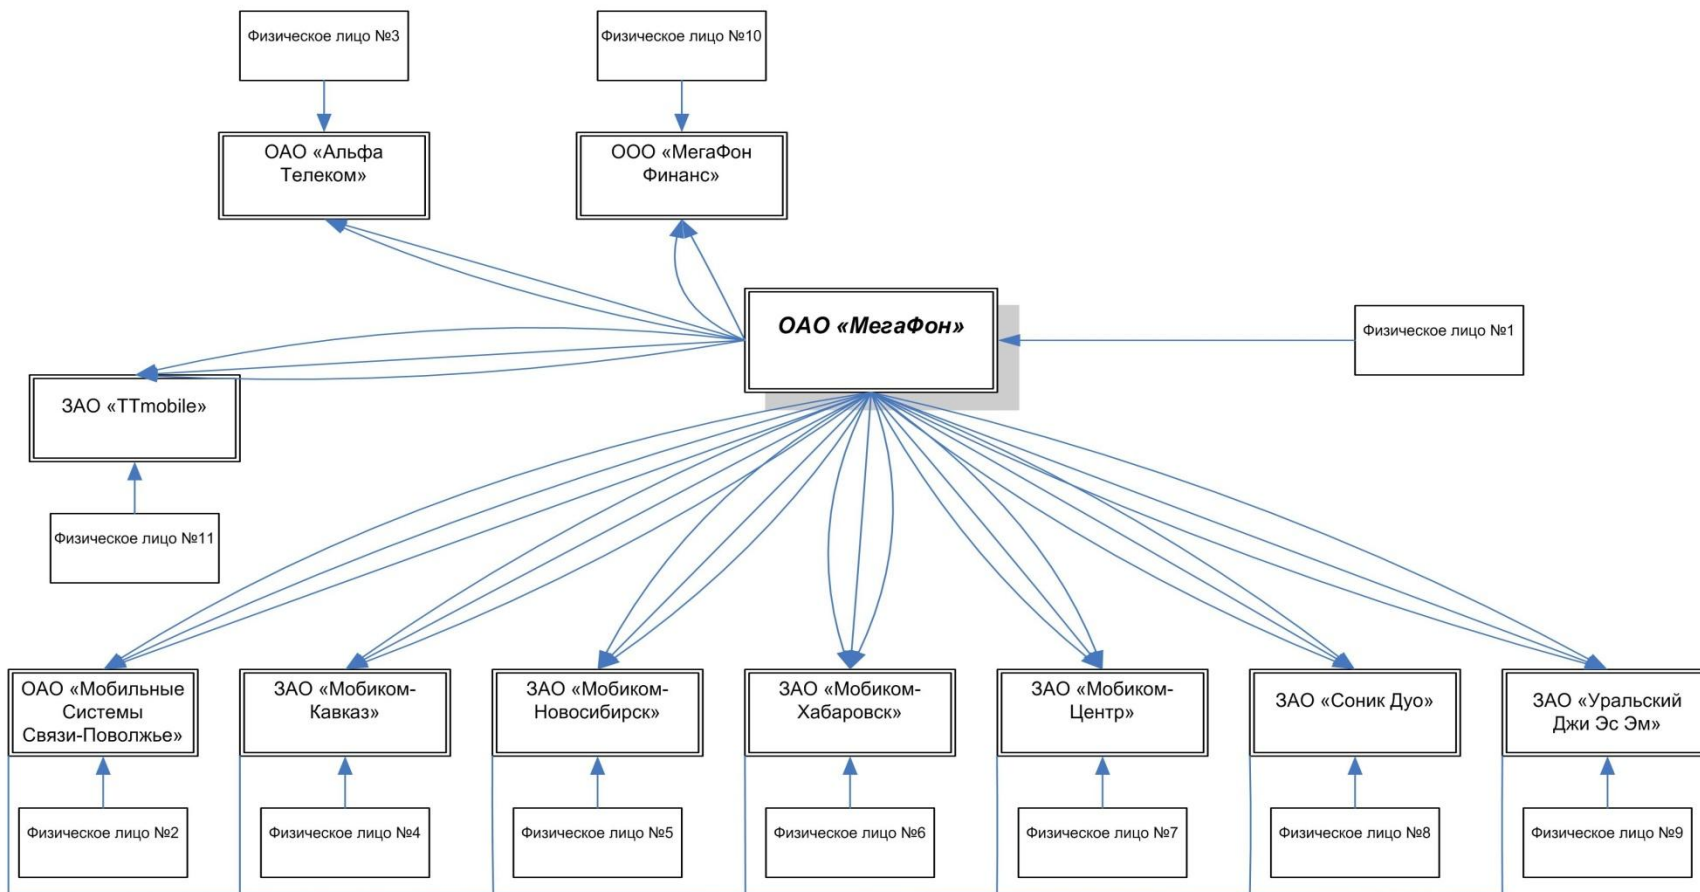 Физическое лицо №3
Физическое лицо №10
ОАО «Альфа
Телеком»
ООО «МегаФон
Финанс»
ОАО «МегаФон»
Физическое лицо №1
ЗАО «TTmobile»
Физическое лицо №11
ОАО «Мобильные
Системы
Связи-Поволжье»
ЗАО «Мобиком-
Кавказ»
ЗАО «Мобиком-
Новосибирск»
ЗАО «Мобиком-
Хабаровск»
ЗАО «Мобиком-
Центр»
ЗАО «Соник Дуо»
ЗАО «Уральский
Джи Эс Эм»
Физическое лицо №2
Физическое лицо №4
Физическое лицо №5
Физическое лицо №6
Физическое лицо №7
Физическое лицо №8
Физическое лицо №9